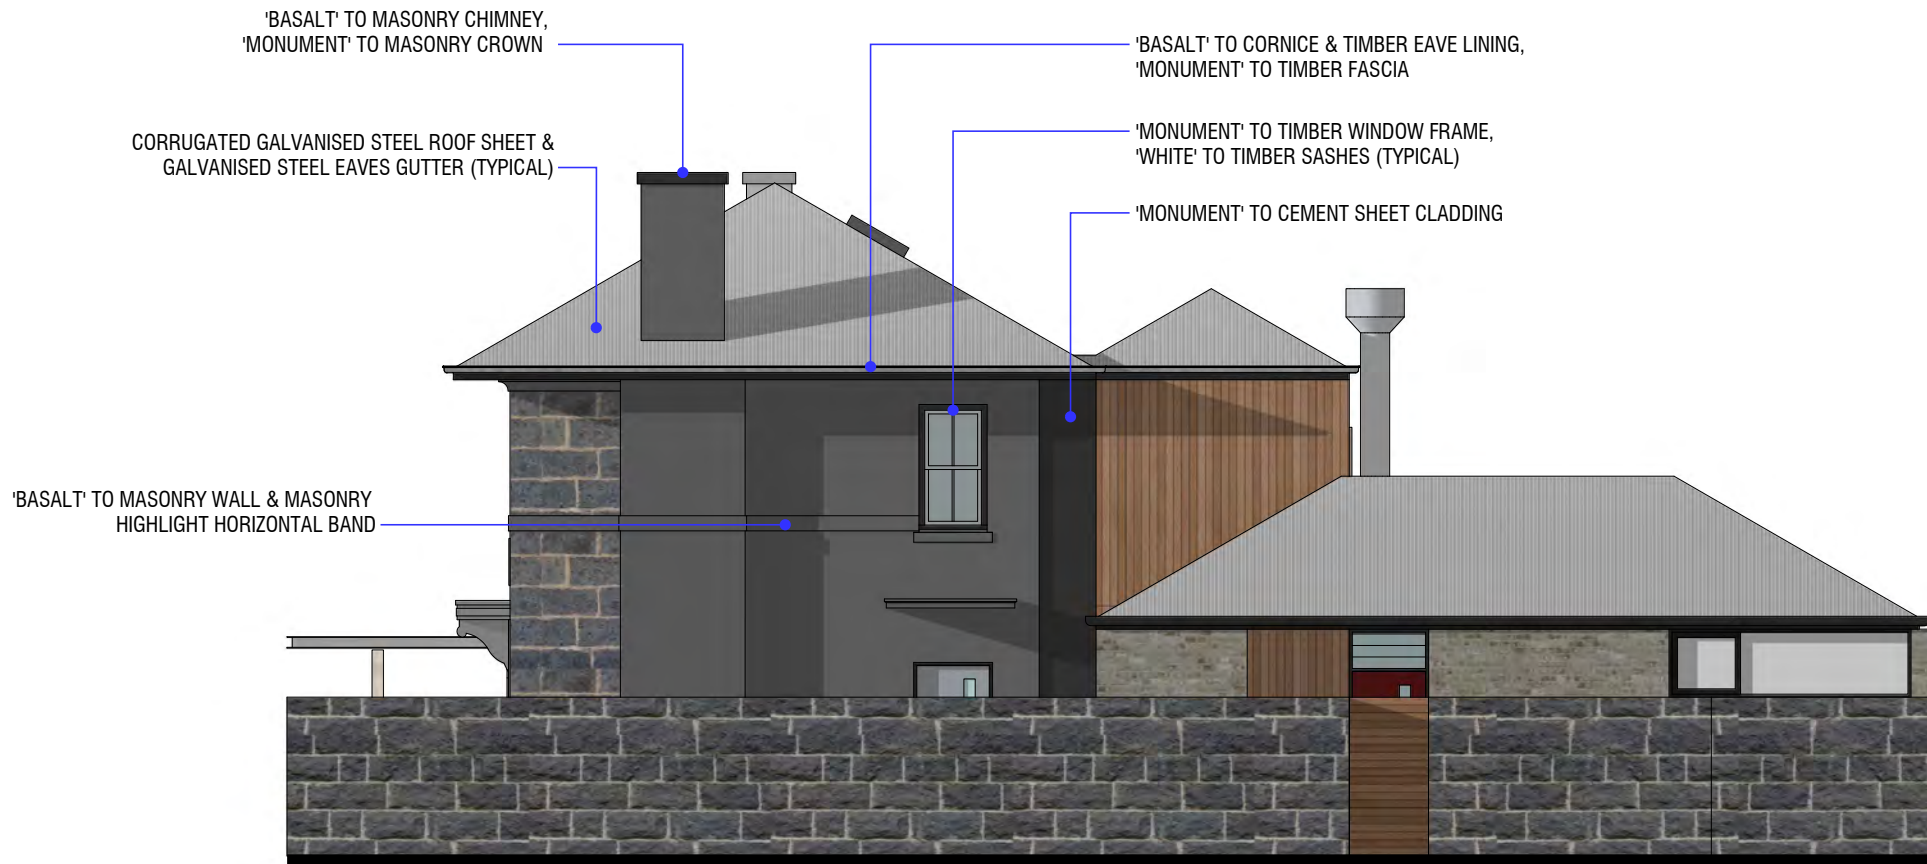 'BASALT' TO MASONRY CHIMNEY,
'MONUMENT' TO MASONRY CROWN
CORRUGATED GALVANISED STEEL ROOF SHEET &
GALVANISED STEEL EAVES GUTTER (TYPICAL)
'BASALT' TO MASONRY WALL & MASONRY
HIGHLIGHT HORIZONTAL BAND
'BASALT' TO CORNICE & TIMBER EAVE LINING,
'MONUMENT' TO TIMBER FASCIA
'MONUMENT' TO TIMBER WINDOW FRAME,
'WHITE' TO TIMBER SASHES (TYPICAL)
'MONUMENT' TO CEMENT SHEET CLADDING